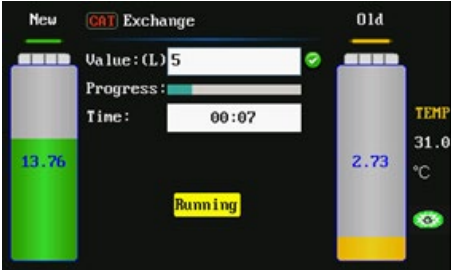 New CAT Exchange Old
Value:(L) 5
Progress:
Time: 00:07
TEMP
31.0
13.76 2.73 °C
Running